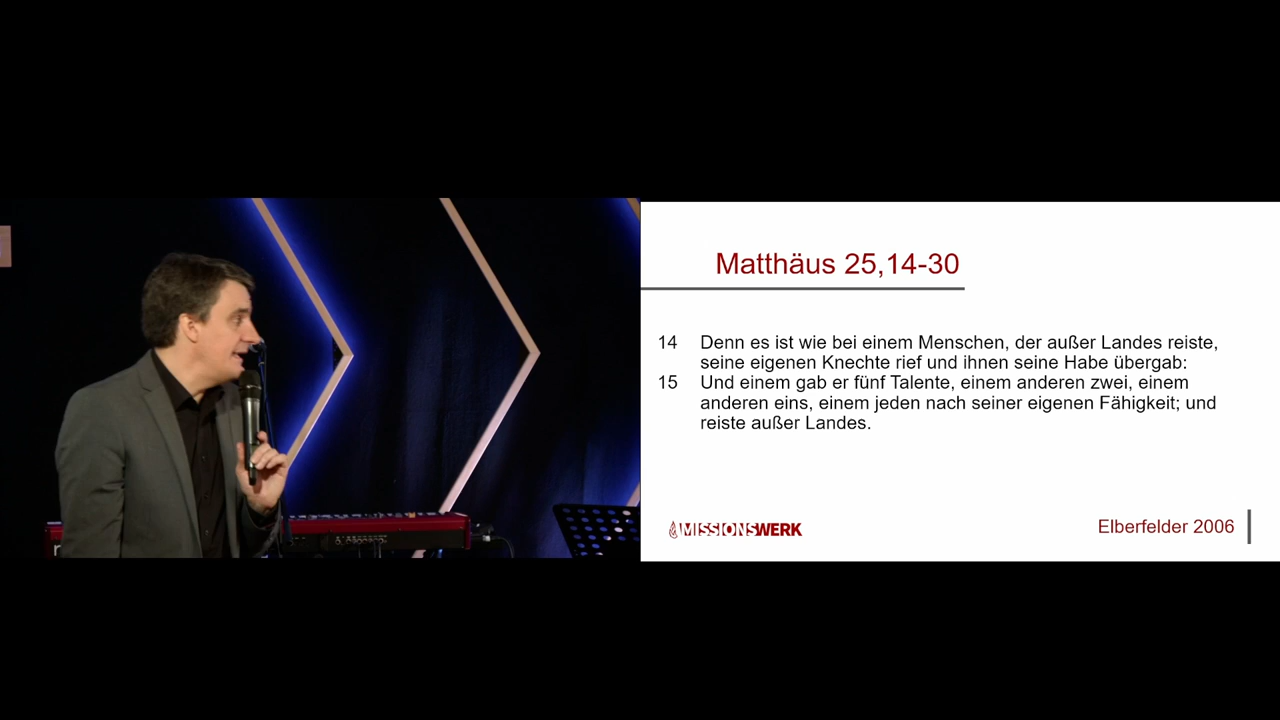 Matthäus 25,14-30
14 Denn es ist wie bei einem Menschen, der außer Landes reiste,
seine eigenen Knechte rief und ihnen seine Habe übergab:
15 Und einem gab er fünf Talente, einem anderen zwei, einem
anderen eins, einem jeden nach seiner eigenen Fähigkeit; und
reiste außer Landes.
MISSIONSWERK
Elberfelder 2006